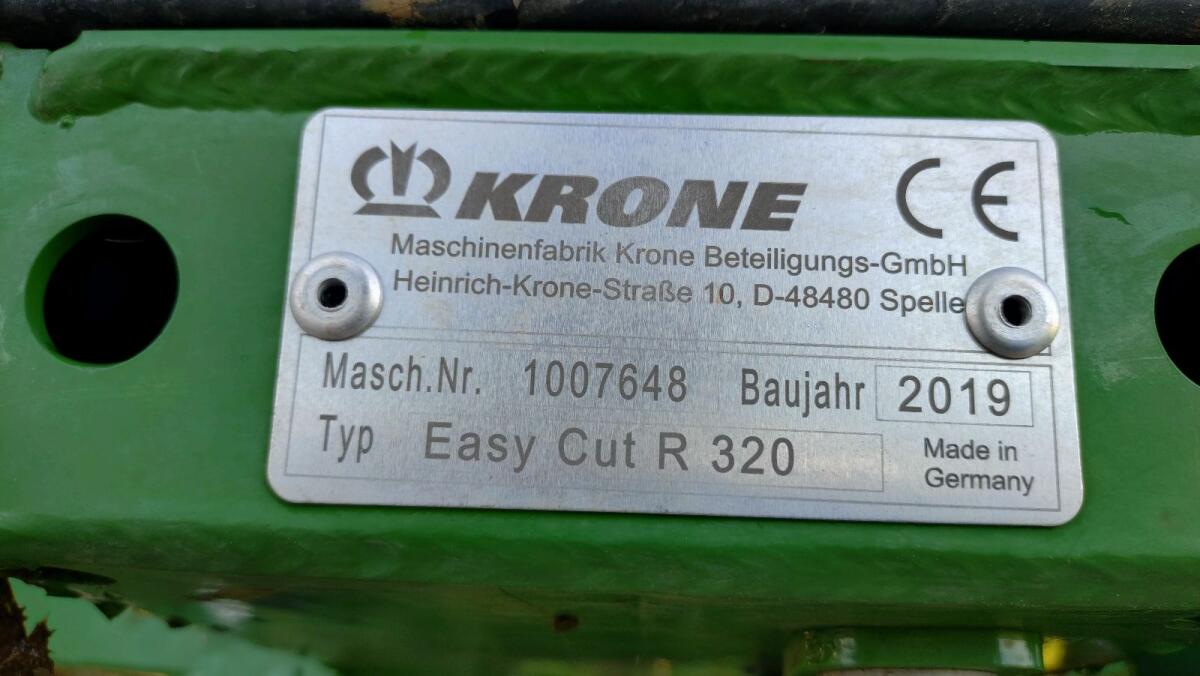 KRONE CE
Maschinenfabrik Krone Beteiligungs-GmbH
Heinrich-Krone-Straße 10, D-48480 Spelle
Masch.Nr. 1007648 Baujahr 2019
Typ Easy Cut R 320
Made in
Germany